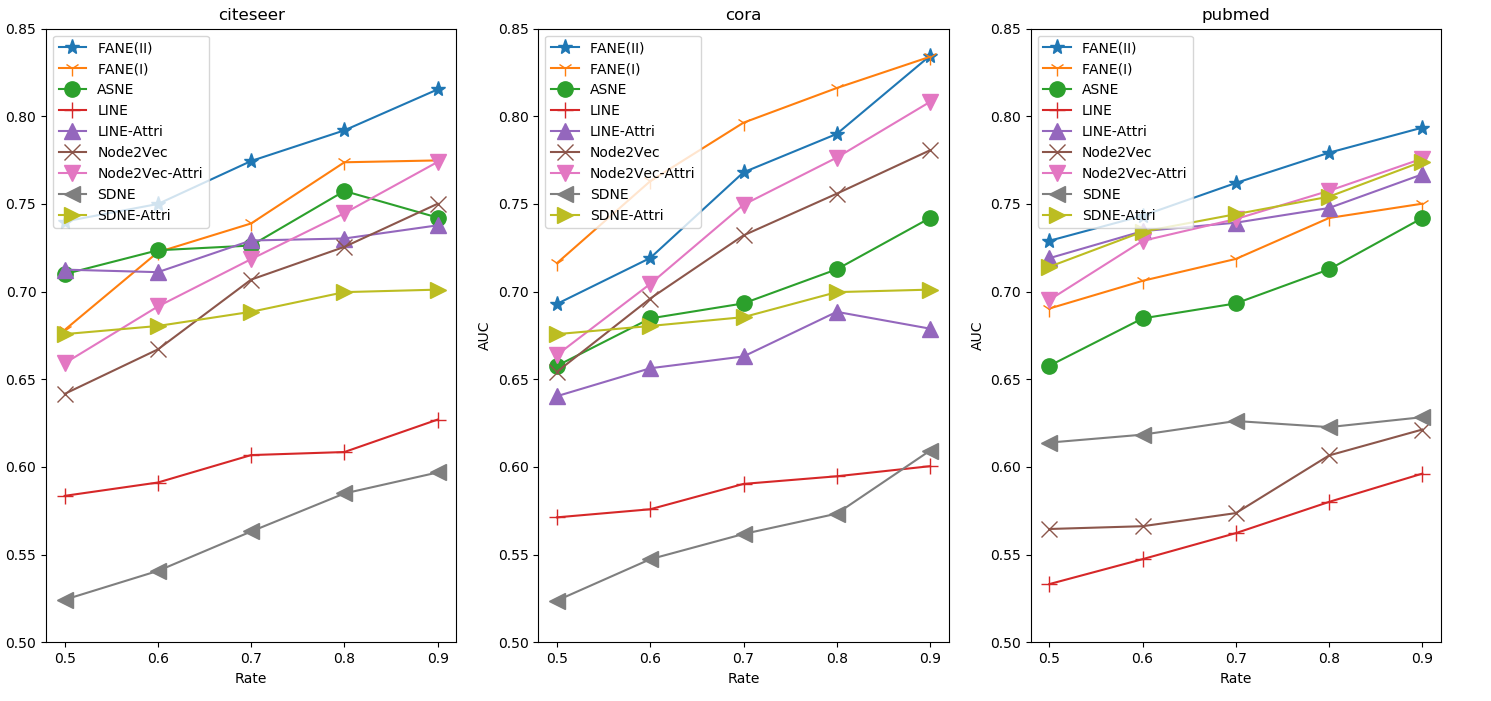 citeseer
0.85
0.80
0.75
0.70
0.65
0.60
0.55
0.50
FANE(II)
FANE(I)
ASNE
LINE
LINE-Attri
Node2Vec
Node2Vec-Attri
SDNE
SDNE-Attri
0.5 0.6 0.7 0.8 0.9
Rate
cora
AUC
0.85
0.80
0.75
0.70
0.65
0.60
0.55
0.50
FANE(II)
FANE(I)
ASNE
LINE
LINE-Attri
Node2Vec
Node2Vec-Attri
SDNE
SDNE-Attri
0.5 0.6 0.7 0.8 0.9
Rate
pubmed
AUC
0.85
0.80
0.75
0.70
0.65
0.60
0.55
0.50
FANE(II)
FANE(I)
ASNE
LINE
LINE-Attri
Node2Vec
Node2Vec-Attri
SDNE
SDNE-Attri
0.5 0.6 0.7 0.8 0.9
Rate